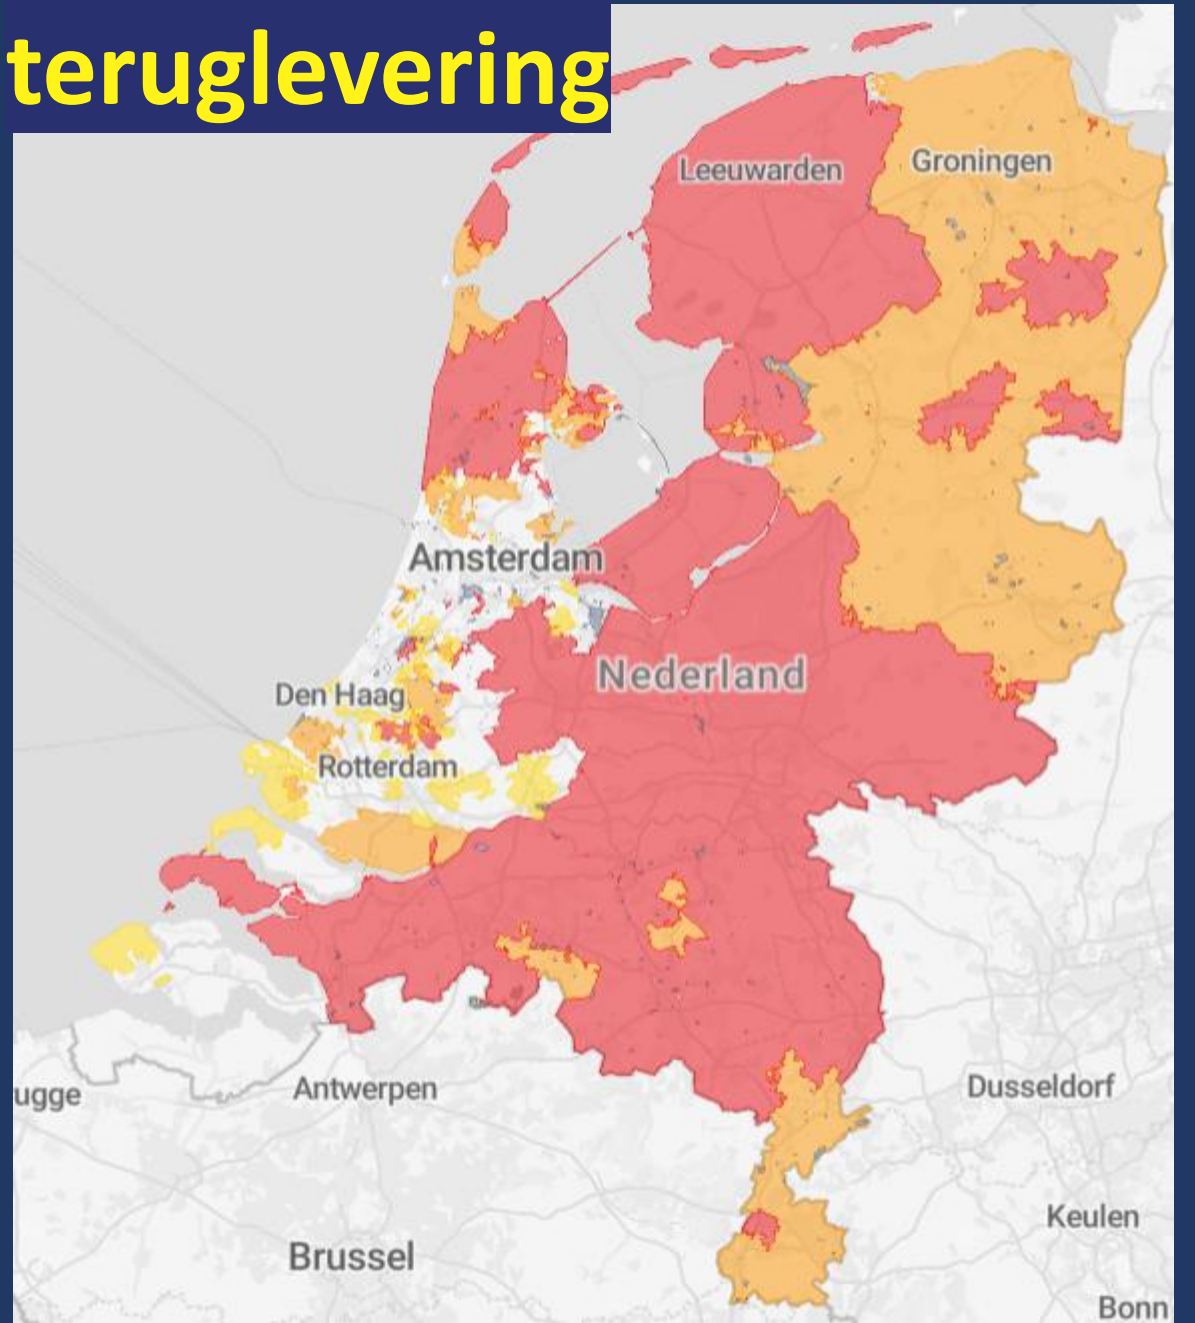 teruglevering
Leeuwarden
Groningen
Amsterdam
Nederland
Den Haag
Rotterdam
Antwerpen
ugge
Dusseldorf
Keulen
Brussel
Bonn